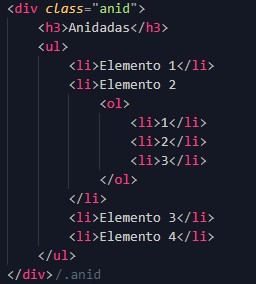 <div class="anid">
    <h3>Anidadas</h3>
    <ul>
        <li>Elemento 1</li>
        <li>Elemento 2
            <ol>
                <li>1</li>
                <li>2</li>
                <li>3</li>
            </ol>
        </li>
        <li>Elemento 3</li>
        <li>Elemento 4</li>
    </ul>
</div>/.anid